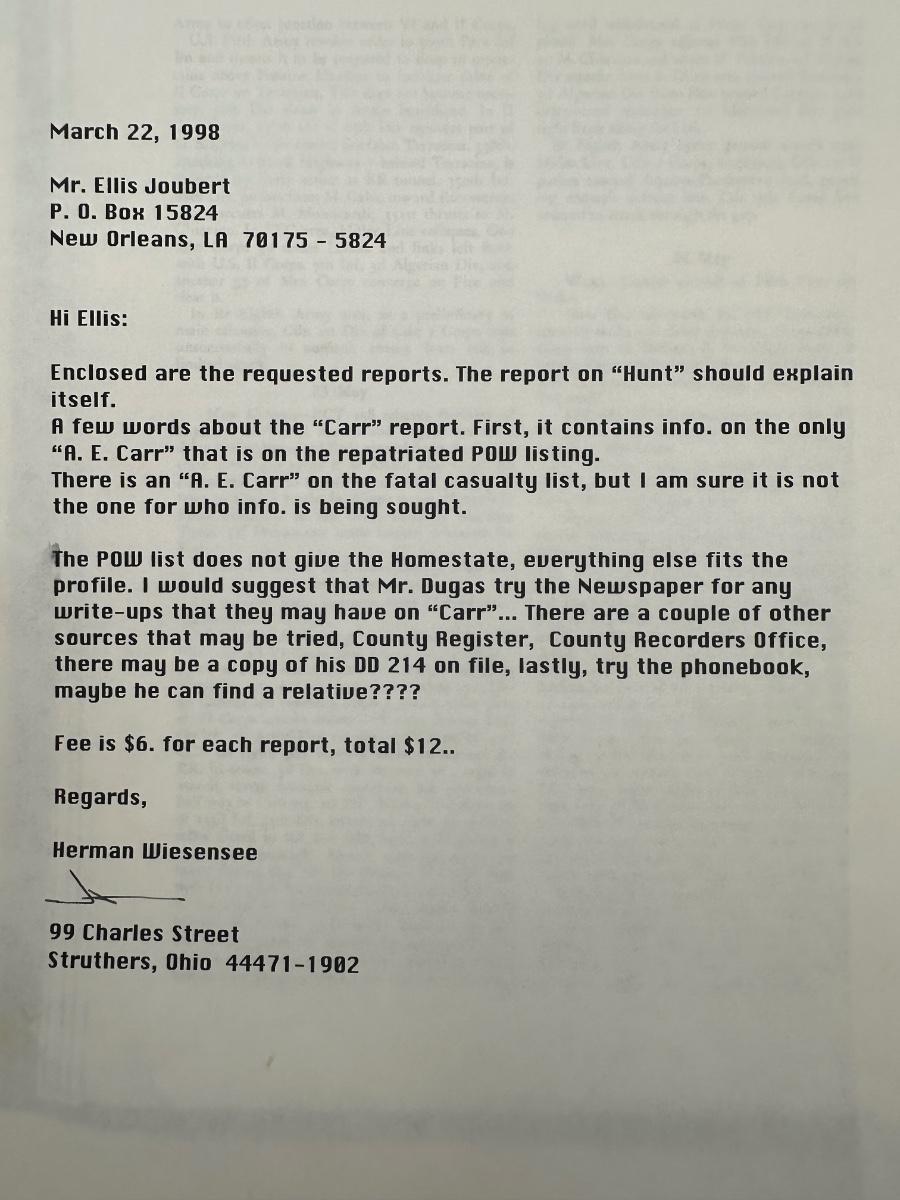 March 22, 1998
Mr. Ellis Joubert
P. O. Box 15824
New Orleans, LA 70175 - 5824
Hi Ellis:
Enclosed are the requested reports. The report on “Hunt” should explain
itself.
A few words about the “Carr” report. First, it contains info. on the only
“A. E. Carr” that is on the repatriated POW listing.
There is an “A. E. Carr” on the fatal casualty list, but I am sure it is not
the one for who info. is being sought.
The POW list does not give the Homestate, everything else fits the
profile. I would suggest that Mr. Dugas try the Newspaper for any
write-ups that they may have on “Carr”... There are a couple of other
sources that may be tried, County Register, County Recorders Office,
there may be a copy of his DD 214 on file, lastly, try the phonebook,
maybe he can find a relative????
Fee is $6. for each report, total $12..
Regards,
Herman Wiesensee
99 Charles Street
Struthers, Ohio 44471-1902